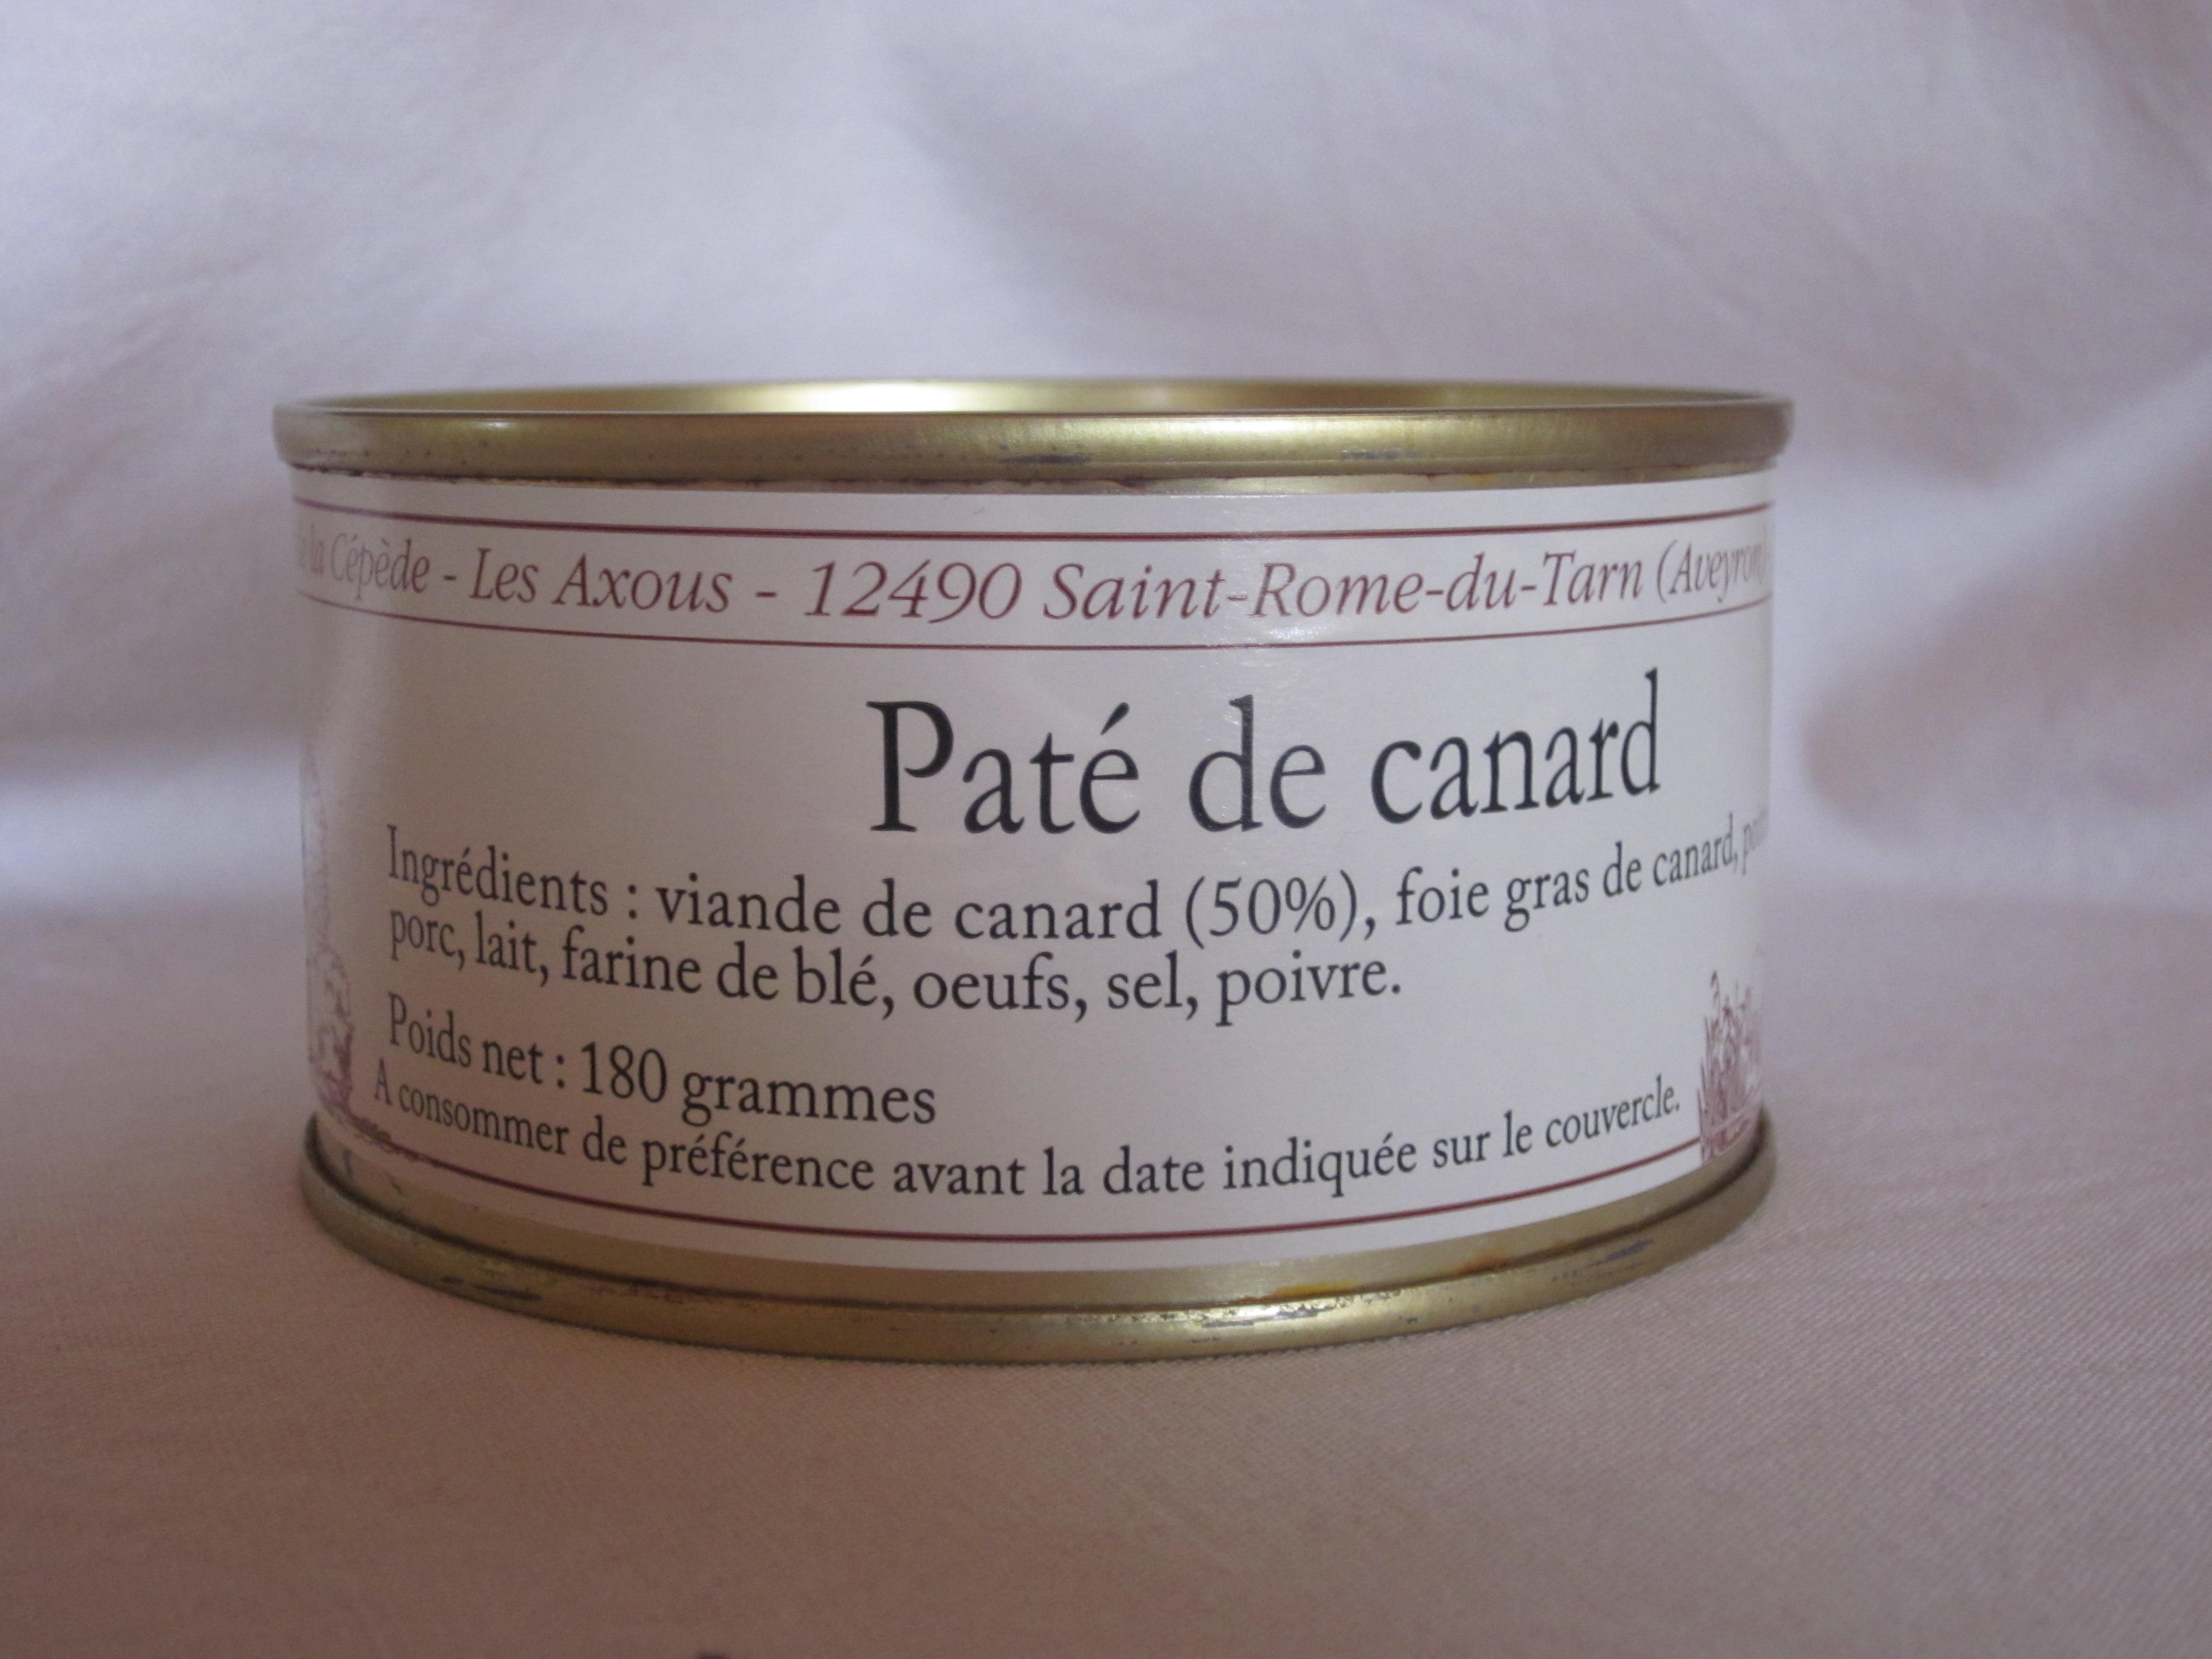 la Cépède - Les Axous - 12490 Saint-Rome-du-Tarn (Aveyron)
Paté de canard
Ingrédients : viande de canard (50%), foie gras de canard,
porc, lait, farine de blé, oeufs, sel, poivre.
Poids net : 180 grammes
A consommer de préférence avant la date indiquée sur le couvercle.